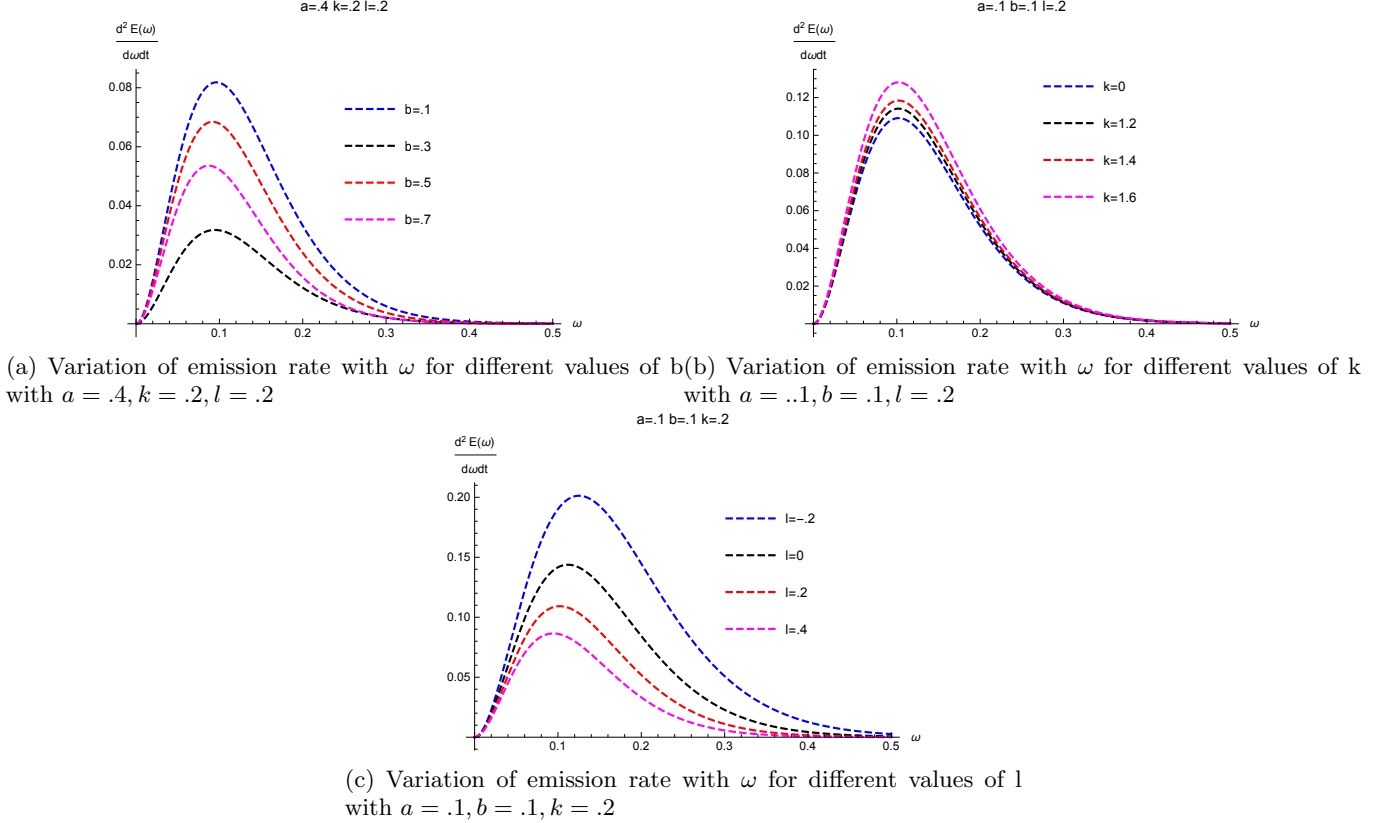 a=.4 k=.2 l=.2
d² E(ω)
dωdt
0.08
0.06
0.04
0.02
0.1
0.2
0.3
0.4
0.5
ω
b=.1
b=.3
b=.5
b=.7
a=.1 b=.1 l=.2
d² E(ω)
dωdt
0.12
0.10
0.08
0.06
0.04
0.02
0.0
0.1
0.2
0.3
0.4
0.5
ω
k=0
k=1.2
k=1.4
k=1.6
(a) Variation of emission rate with ω for different values of b
with a = .4, k = .2, l = .2
(b) Variation of emission rate with ω for different values of k
with a = ..1, b = .1, l = .2
a=.1 b=.1 k=.2
d² E(ω)
dωdt
0.20
0.15
0.10
0.05
0.0
0.1
0.2
0.3
0.4
0.5
ω
l=-.2
l=0
l=.2
l=.4
(c) Variation of emission rate with ω for different values of l
with a = .1, b = .1, k = .2